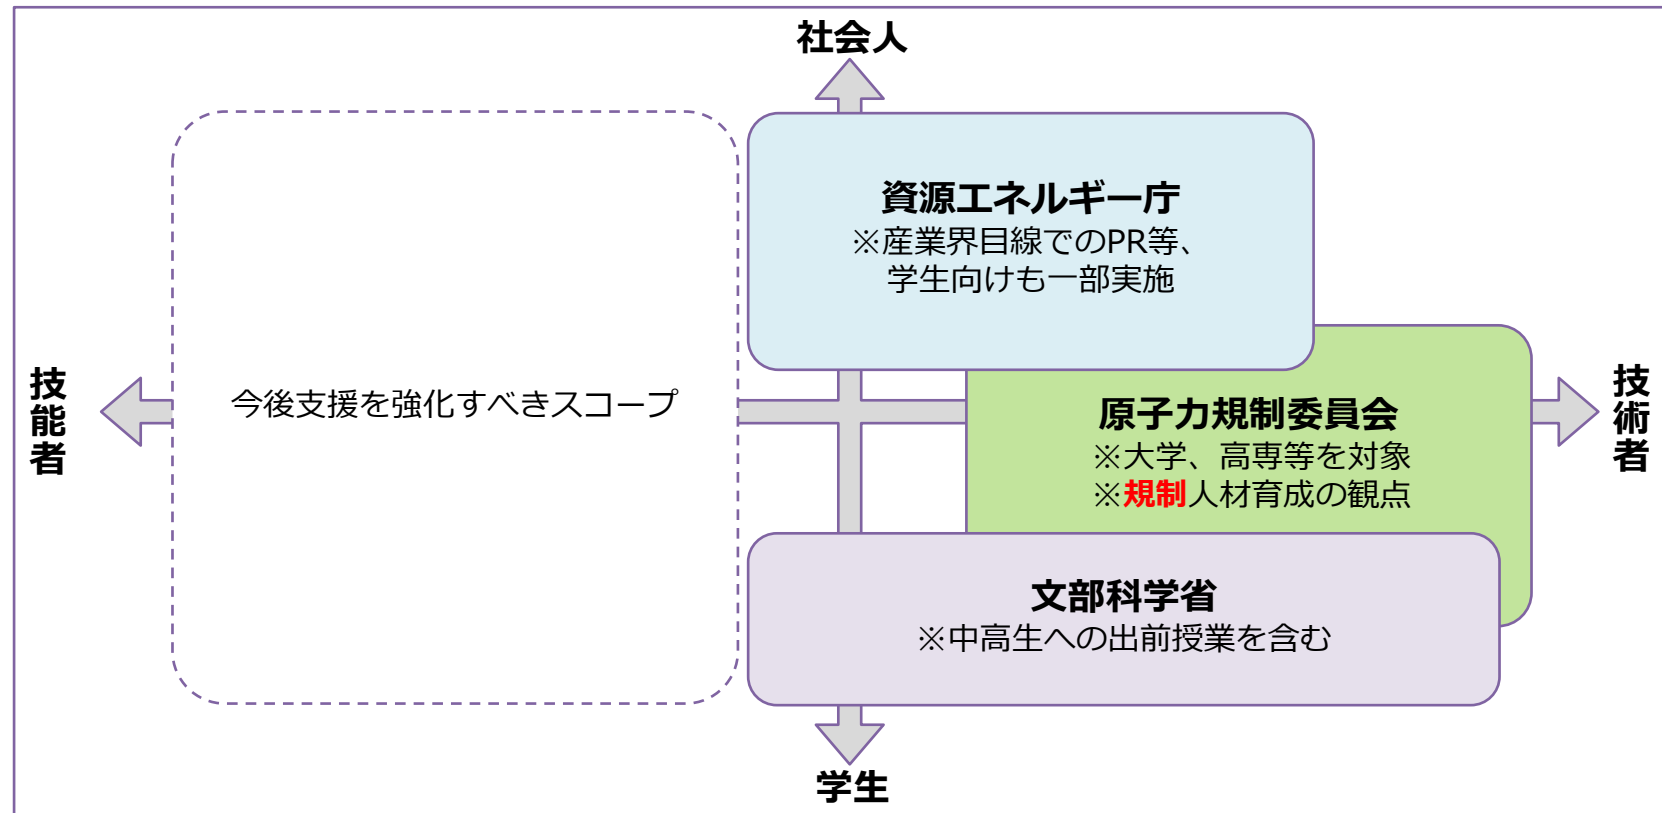 社会人
資源エネルギー庁
※産業界目線でのPR等、
学生向けも一部実施
技能者
今後支援を強化すべきスコープ
原子力規制委員会
※大学、高専等を対象
※規制人材育成の観点
技術者
文部科学省
※中高生への出前授業を含む
学生